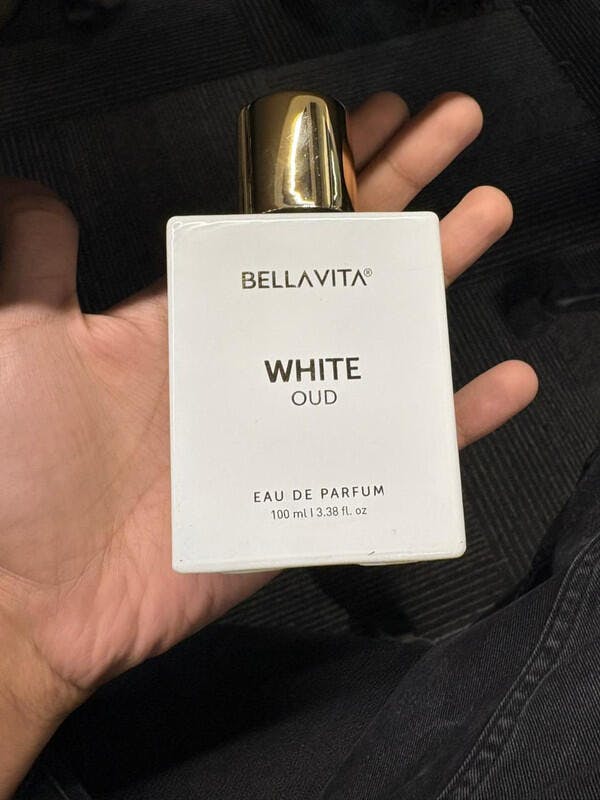 BELLAVITA®
WHITE
OUD
EAU DE PARFUM
100 ml | 3.38 fl. oz